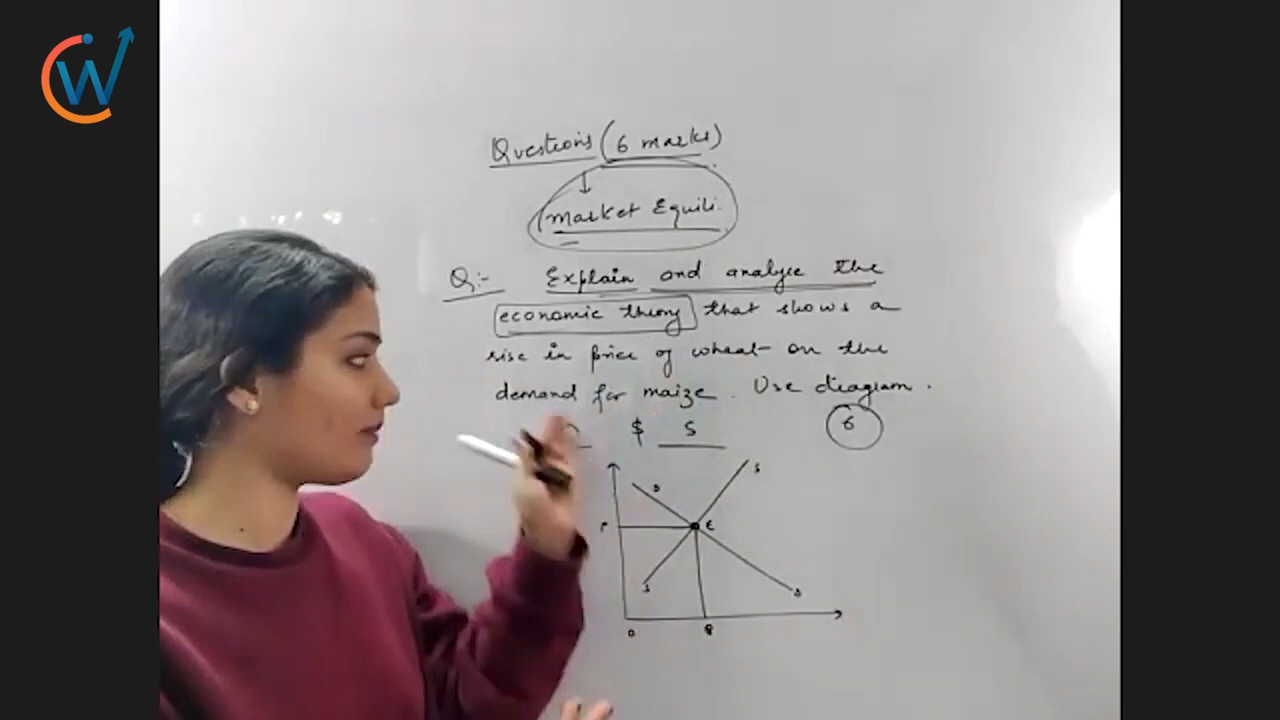 W
Questions (6 marks)
Market Equili.
Q:- Explain and analyse the
economic theory that shows a
rise in price of wheat on the
demand for maize. Use diagram.
$ S
6
D
S
P
E
S
D
O
Q